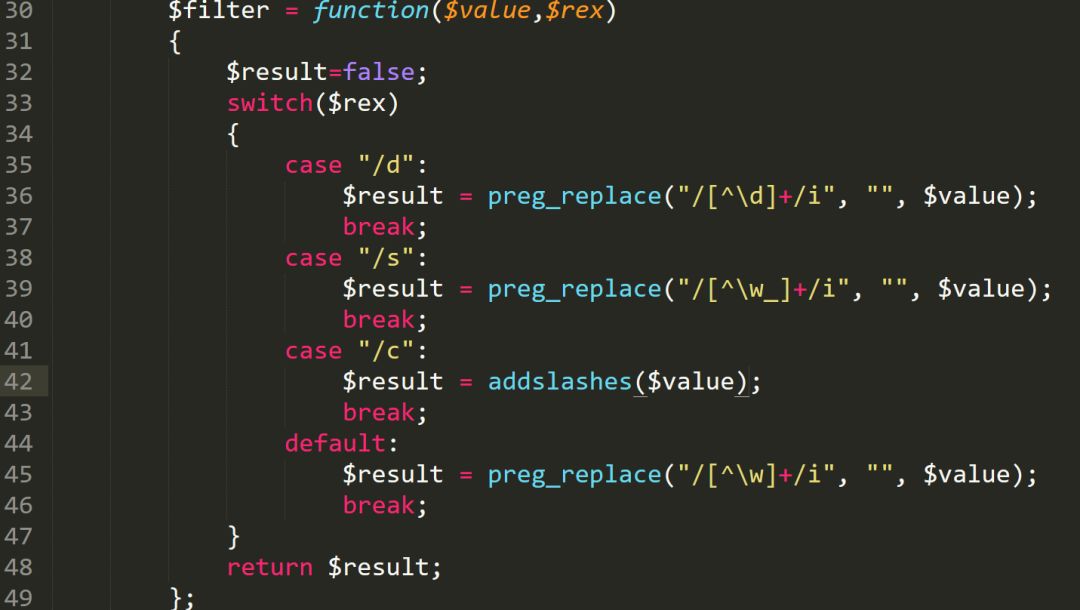 30 $filter = function($value,$rex)
31 {
32 $result=false;
33 switch($rex)
34 {
35 case "/d":
36 $result = preg_replace("/[^\d]+/i", "", $value);
37 break;
38 case "/s":
39 $result = preg_replace("/[^\w_]+/i", "", $value);
40 break;
41 case "/c":
42 $result = addslashes($value);
43 break;
44 default:
45 $result = preg_replace("/[^\w]+/i", "", $value);
46 break;
47 }
48 return $result;
49 };